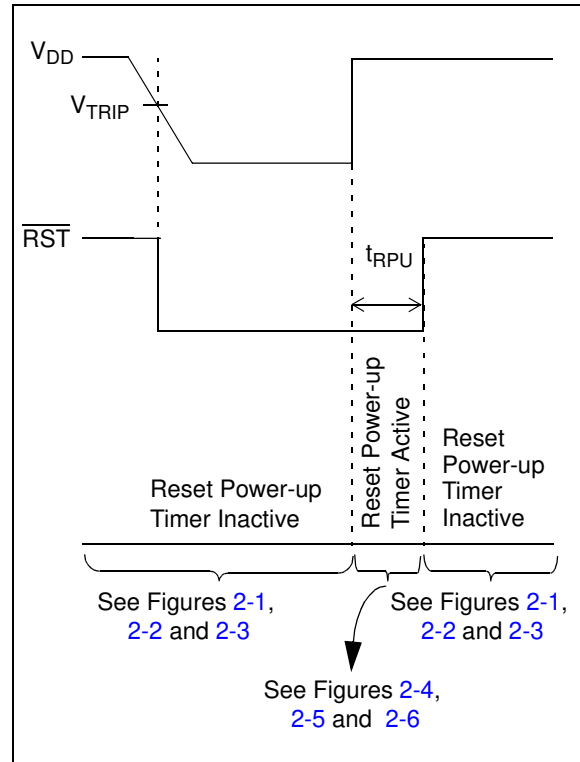 VDD
VTRIP
RST
tRPU
Reset Power-up
Timer Inactive
Reset Power-up
Timer Active
Reset
Power-up
Timer
Inactive
See Figures 2-1,
2-2 and 2-3
See Figures 2-1,
2-2 and 2-3
See Figures 2-4,
2-5 and 2-6